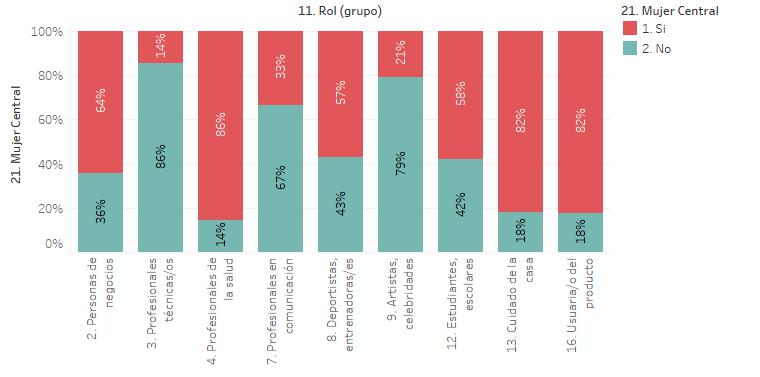 11. Rol (grupo)
21. Mujer Central
1. Si
2. No
21. Mujer Central
100%
80%
60%
40%
20%
0%
64%
36%
14%
86%
86%
14%
33%
67%
57%
43%
21%
79%
58%
42%
82%
18%
82%
18%
2. Personas de
negocios
3. Profesionales
técnicas/os
4. Profesionales de
la salud
7. Profesionales en
comunicación
8. Deportistas,
entrenadoras/es
9. Artistas,
celebridades
12. Estudiantes,
escolares
13. Cuidado de la
casa
16. Usuaria/o del
producto